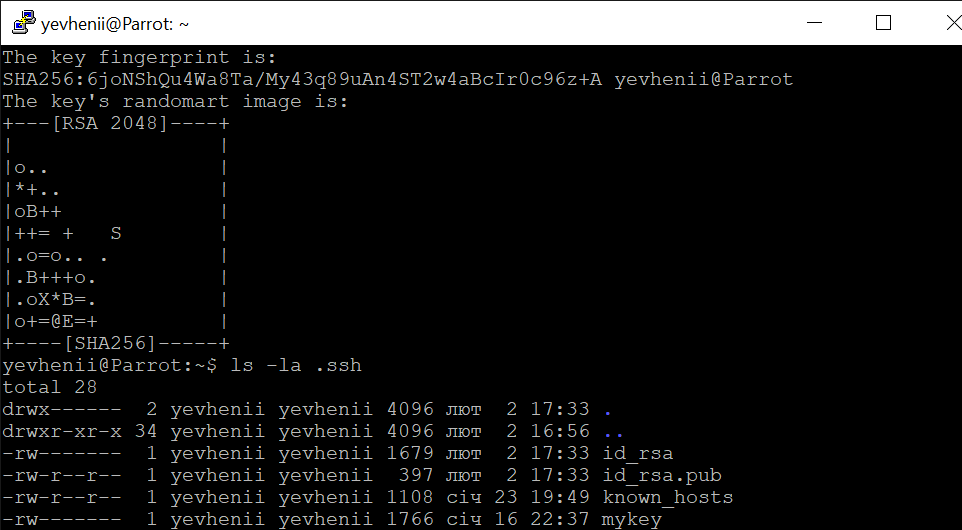 yevhenii@Parrot: ~
The key fingerprint is:
SHA256:6joNShQu4Wa8Ta/My43q89uAn4ST2w4aBcIr0c96z+A yevhenii@Parrot
The key's randomart image is:
+---[RSA 2048]----+
|                 |
|o..              |
|*+..             |
|oB++             |
|++= +   S        |
|.o=o.. .         |
|.B+++o.          |
|.oX*B=.          |
|o+=@E=+          |
+----[SHA256]-----+
yevhenii@Parrot:~$ ls -la .ssh
total 28
drwx------  2 yevhenii yevhenii 4096 лют  2 17:33 .
drwxr-xr-x 34 yevhenii yevhenii 4096 лют  2 16:56 ..
-rw-------  1 yevhenii yevhenii 1679 лют  2 17:33 id_rsa
-rw-r--r--  1 yevhenii yevhenii  397 лют  2 17:33 id_rsa.pub
-rw-r--r--  1 yevhenii yevhenii 1108 січ 23 19:49 known_hosts
-rw-------  1 yevhenii yevhenii 1766 січ 16 22:37 mykey